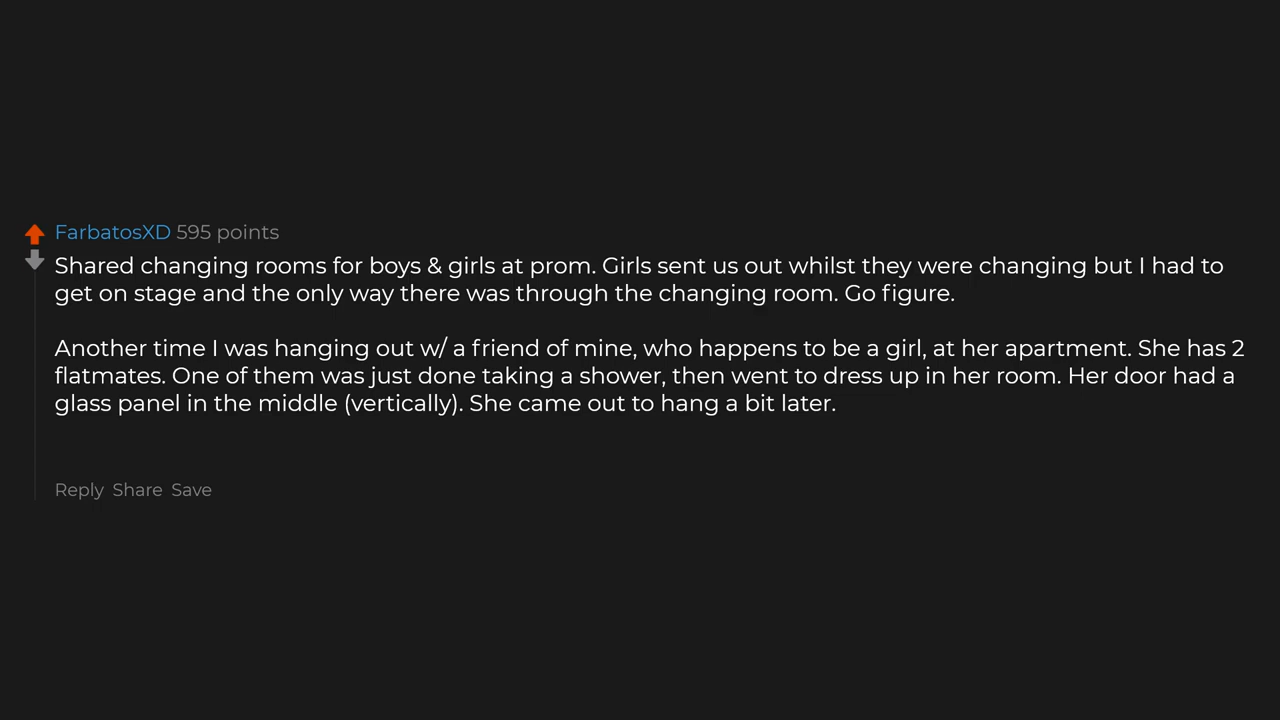 FarbatosXD 595 points
Shared changing rooms for boys & girls at prom. Girls sent us out whilst they were changing but I had to
get on stage and the only way there was through the changing room. Go figure.
Another time I was hanging out w/ a friend of mine, who happens to be a girl, at her apartment. She has 2
flatmates. One of them was just done taking a shower, then went to dress up in her room. Her door had a
glass panel in the middle (vertically). She came out to hang a bit later.
Reply Share Save